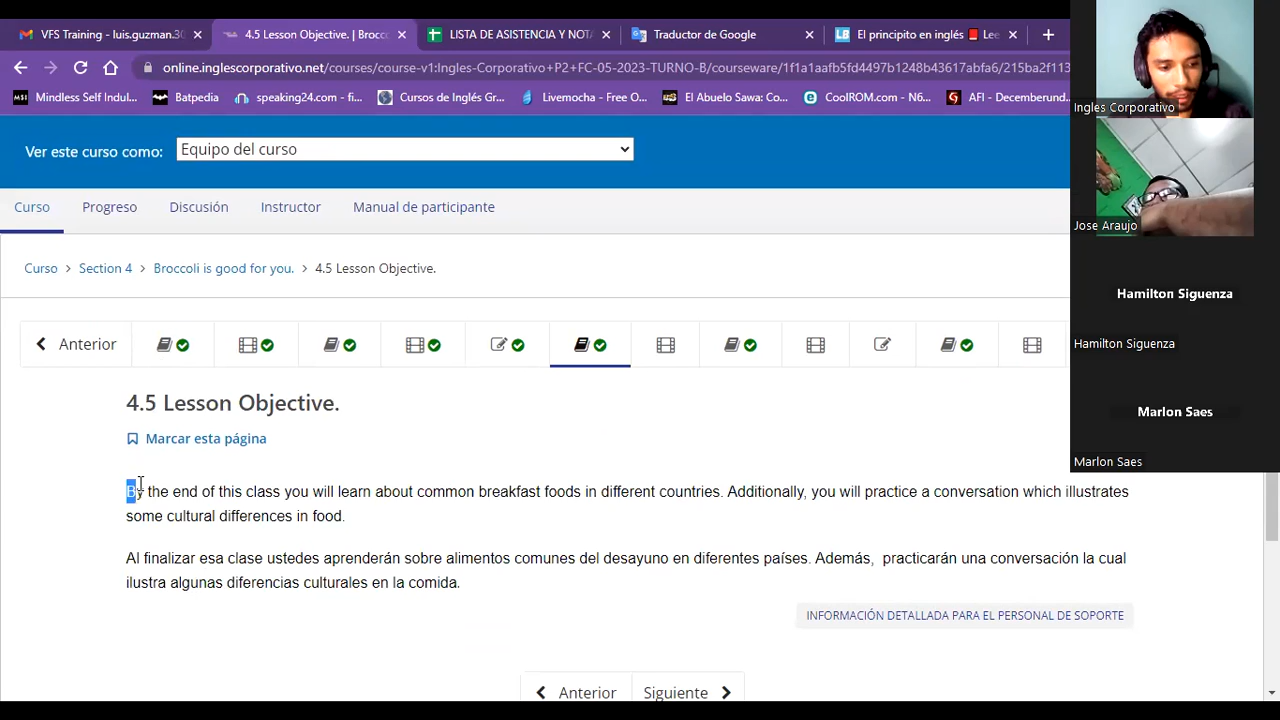 VFS Training - luis.guzman.30
4.5 Lesson Objective. | Brocco
LISTA DE ASISTENCIA Y NOTA
Traductor de Google
El principito en inglés
Lee
online.inglescorporativo.net/courses/course-v1:Ingles-Corporativo+P2+FC-05-2023-TURNO-B/courseware/1f1a1aafb5fd4497b1248b43617abfa6/215ba2f113
Mindless Self Indul...
Batpedia
speaking24.com - fi...
Cursos de Inglés Gr...
Livemocha - Free O...
El Abuelo Sawa: Co...
CoolROM.com - N6...
AFI - Decemberund...
Ingles Corporativo
Ver este curso como:
Equipo del curso
Curso
Progreso
Discusión
Instructor
Manual de participante
Jose Araujo
Curso > Section 4 > Broccoli is good for you. > 4.5 Lesson Objective.
Hamilton Siguenza
Hamilton Siguenza
Anterior
4.5 Lesson Objective.
Marlon Saes
Marcar esta página
Marlon Saes
By the end of this class you will learn about common breakfast foods in different countries. Additionally, you will practice a conversation which illustrates
some cultural differences in food.
Al finalizar esa clase ustedes aprenderán sobre alimentos comunes del desayuno en diferentes países. Además, practicarán una conversación la cual
ilustra algunas diferencias culturales en la comida.
INFORMACIÓN DETALLADA PARA EL PERSONAL DE SOPORTE
Anterior
Siguiente